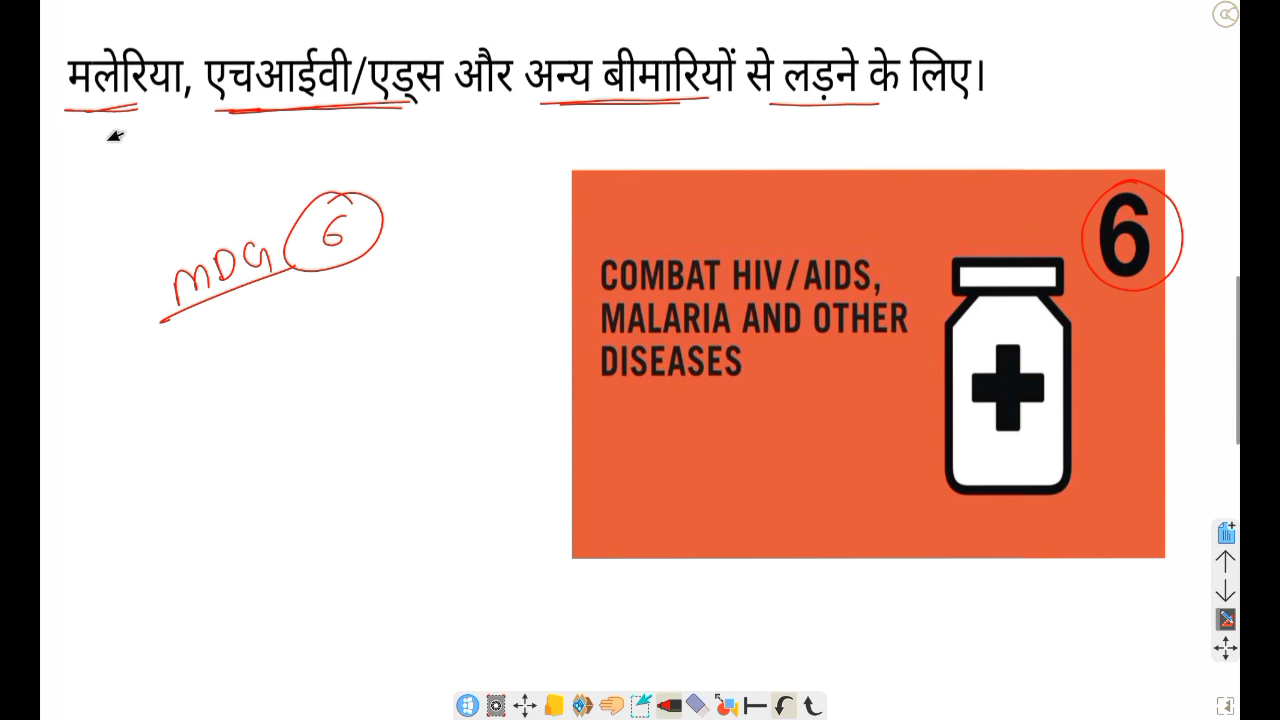 मलेरिया, एचआईवी/एड्स और अन्य बीमारियों से लड़ने के लिए।
MDG 6
6
COMBAT HIV/AIDS,
MALARIA AND OTHER
DISEASES